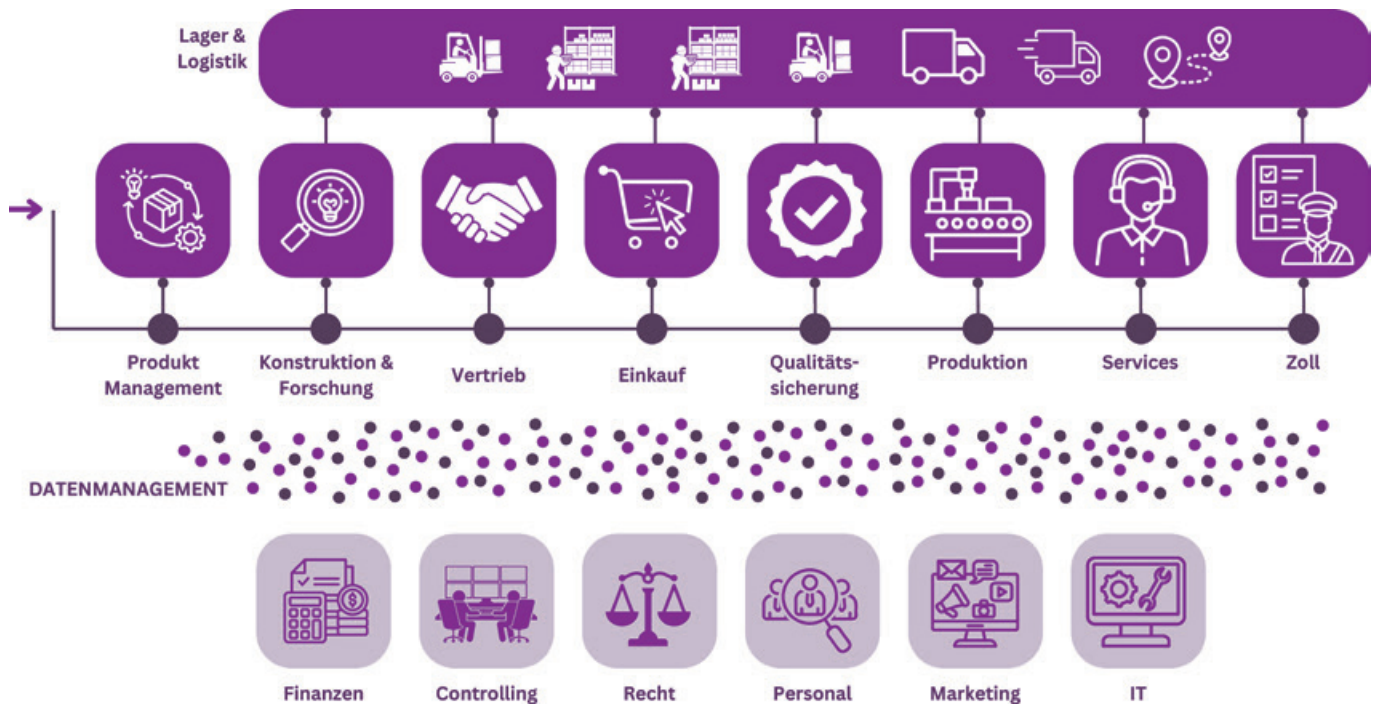 Lager &
Logistik
Produkt
Management
Konstruktion &
Forschung
Vertrieb
Einkauf
Qualitäts-
sicherung
Produktion
Services
Zoll
DATENMANAGEMENT
Finanzen
Controlling
Recht
Personal
Marketing
IT